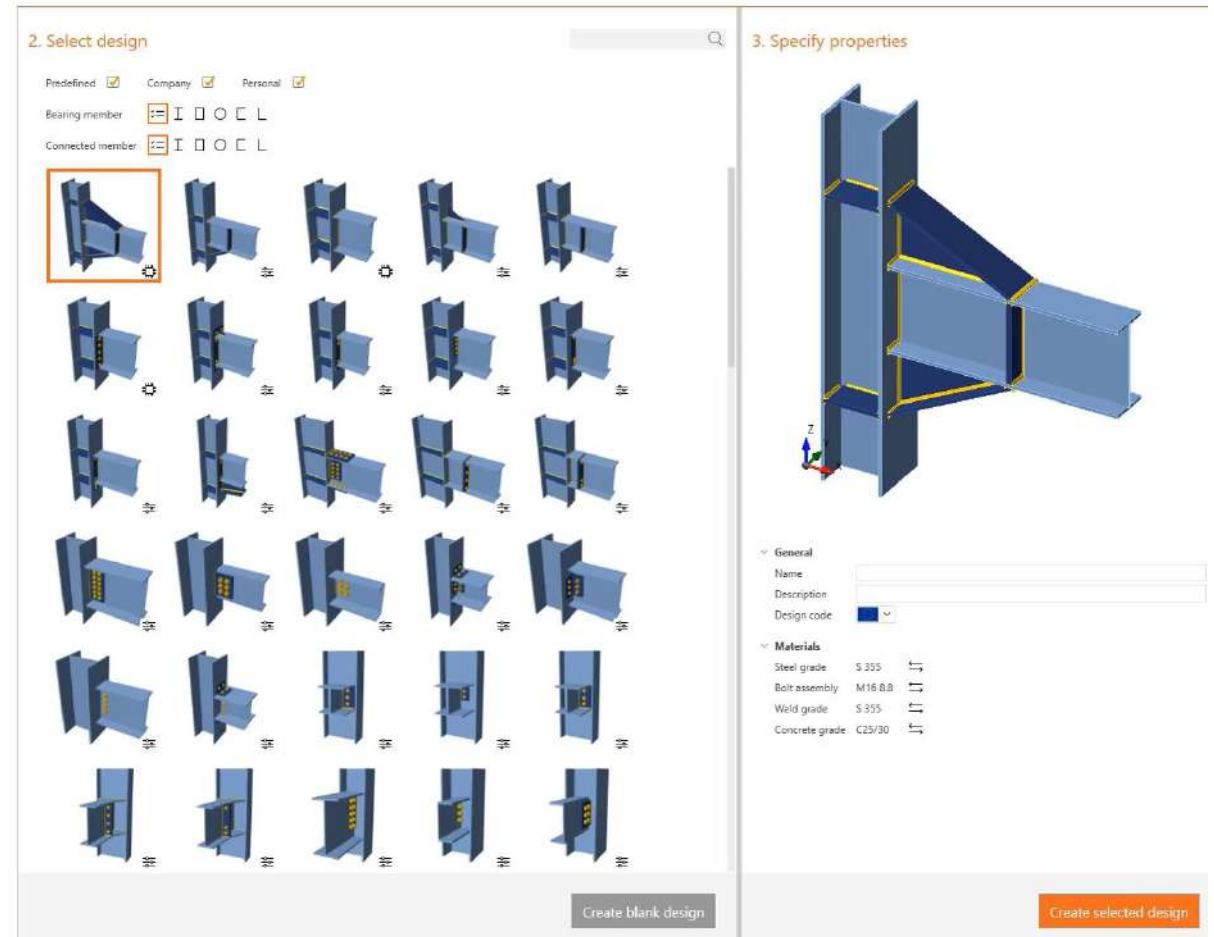 2. Select design
Predefined Company Personal
Bearing member
Connected member
Create blank design
3. Specify properties
Z
General
Name
Description
Design code
Materials
Steel grade S 355
Bolt assembly M16 8.8
Weld grade S 355
Concrete grade C25/30
Create selected design